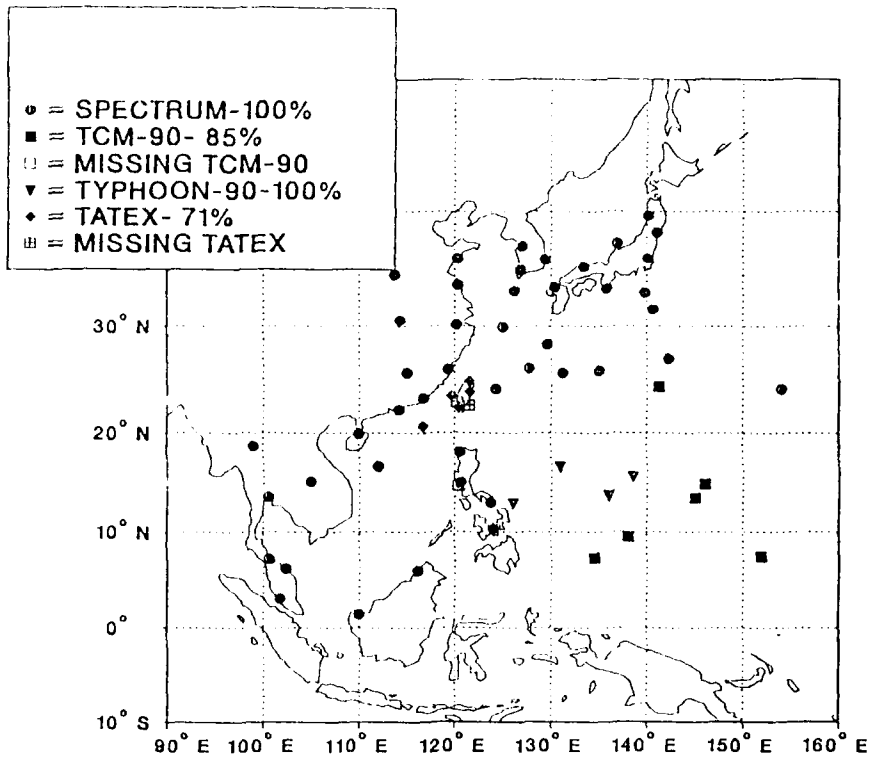 ● = SPECTRUM-100%
■ = TCM-90- 85%
□ = MISSING TCM-90
▼ = TYPHOON-90-100%
◆ = TATEX- 71%
⊞ = MISSING TATEX
30° N
20° N
10° N
0°
10° S
90° E 100° E 110° E 120° E 130° E 140° E 150° E 160° E